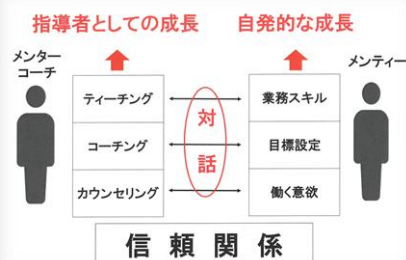 指導者としての成長
自発的な成長
メンター
コーチ
メンティー
ティーチング
業務スキル
コーチング
目標設定
カウンセリング
働く意欲
対
話
信頼関係